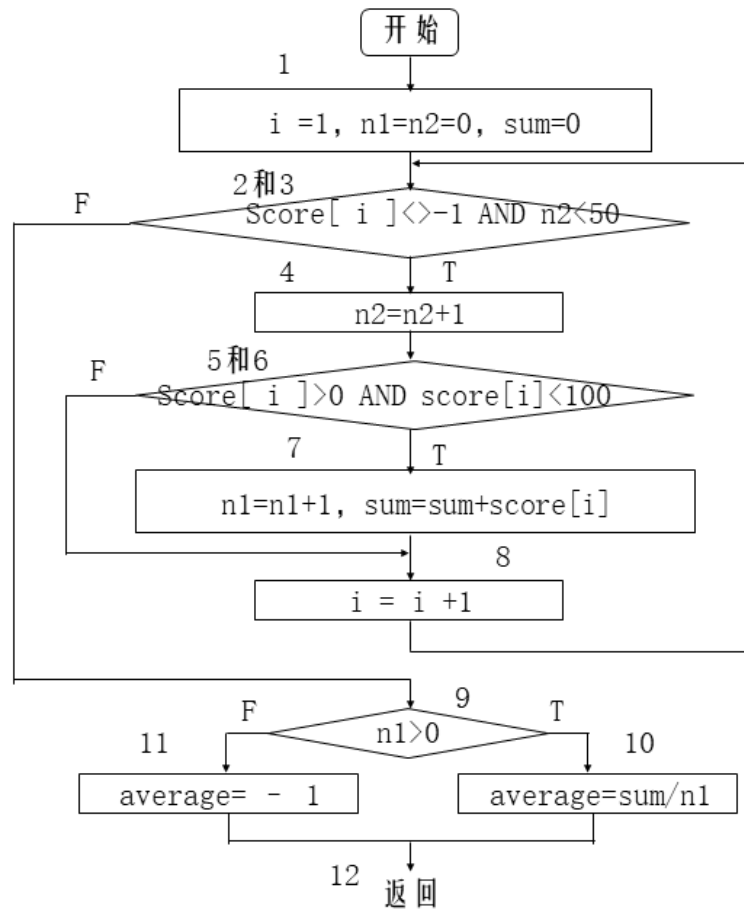 开始
1
i =1, n1=n2=0, sum=0
2和3
F
Score[ i ]<>-1 AND n2<50
4
T
n2=n2+1
5和6
F
Score[ i ]>0 AND score[i]<100
7
T
n1=n1+1, sum=sum+score[i]
8
i = i +1
9
F
T
n1>0
11
10
average= - 1
average=sum/n1
12
返回